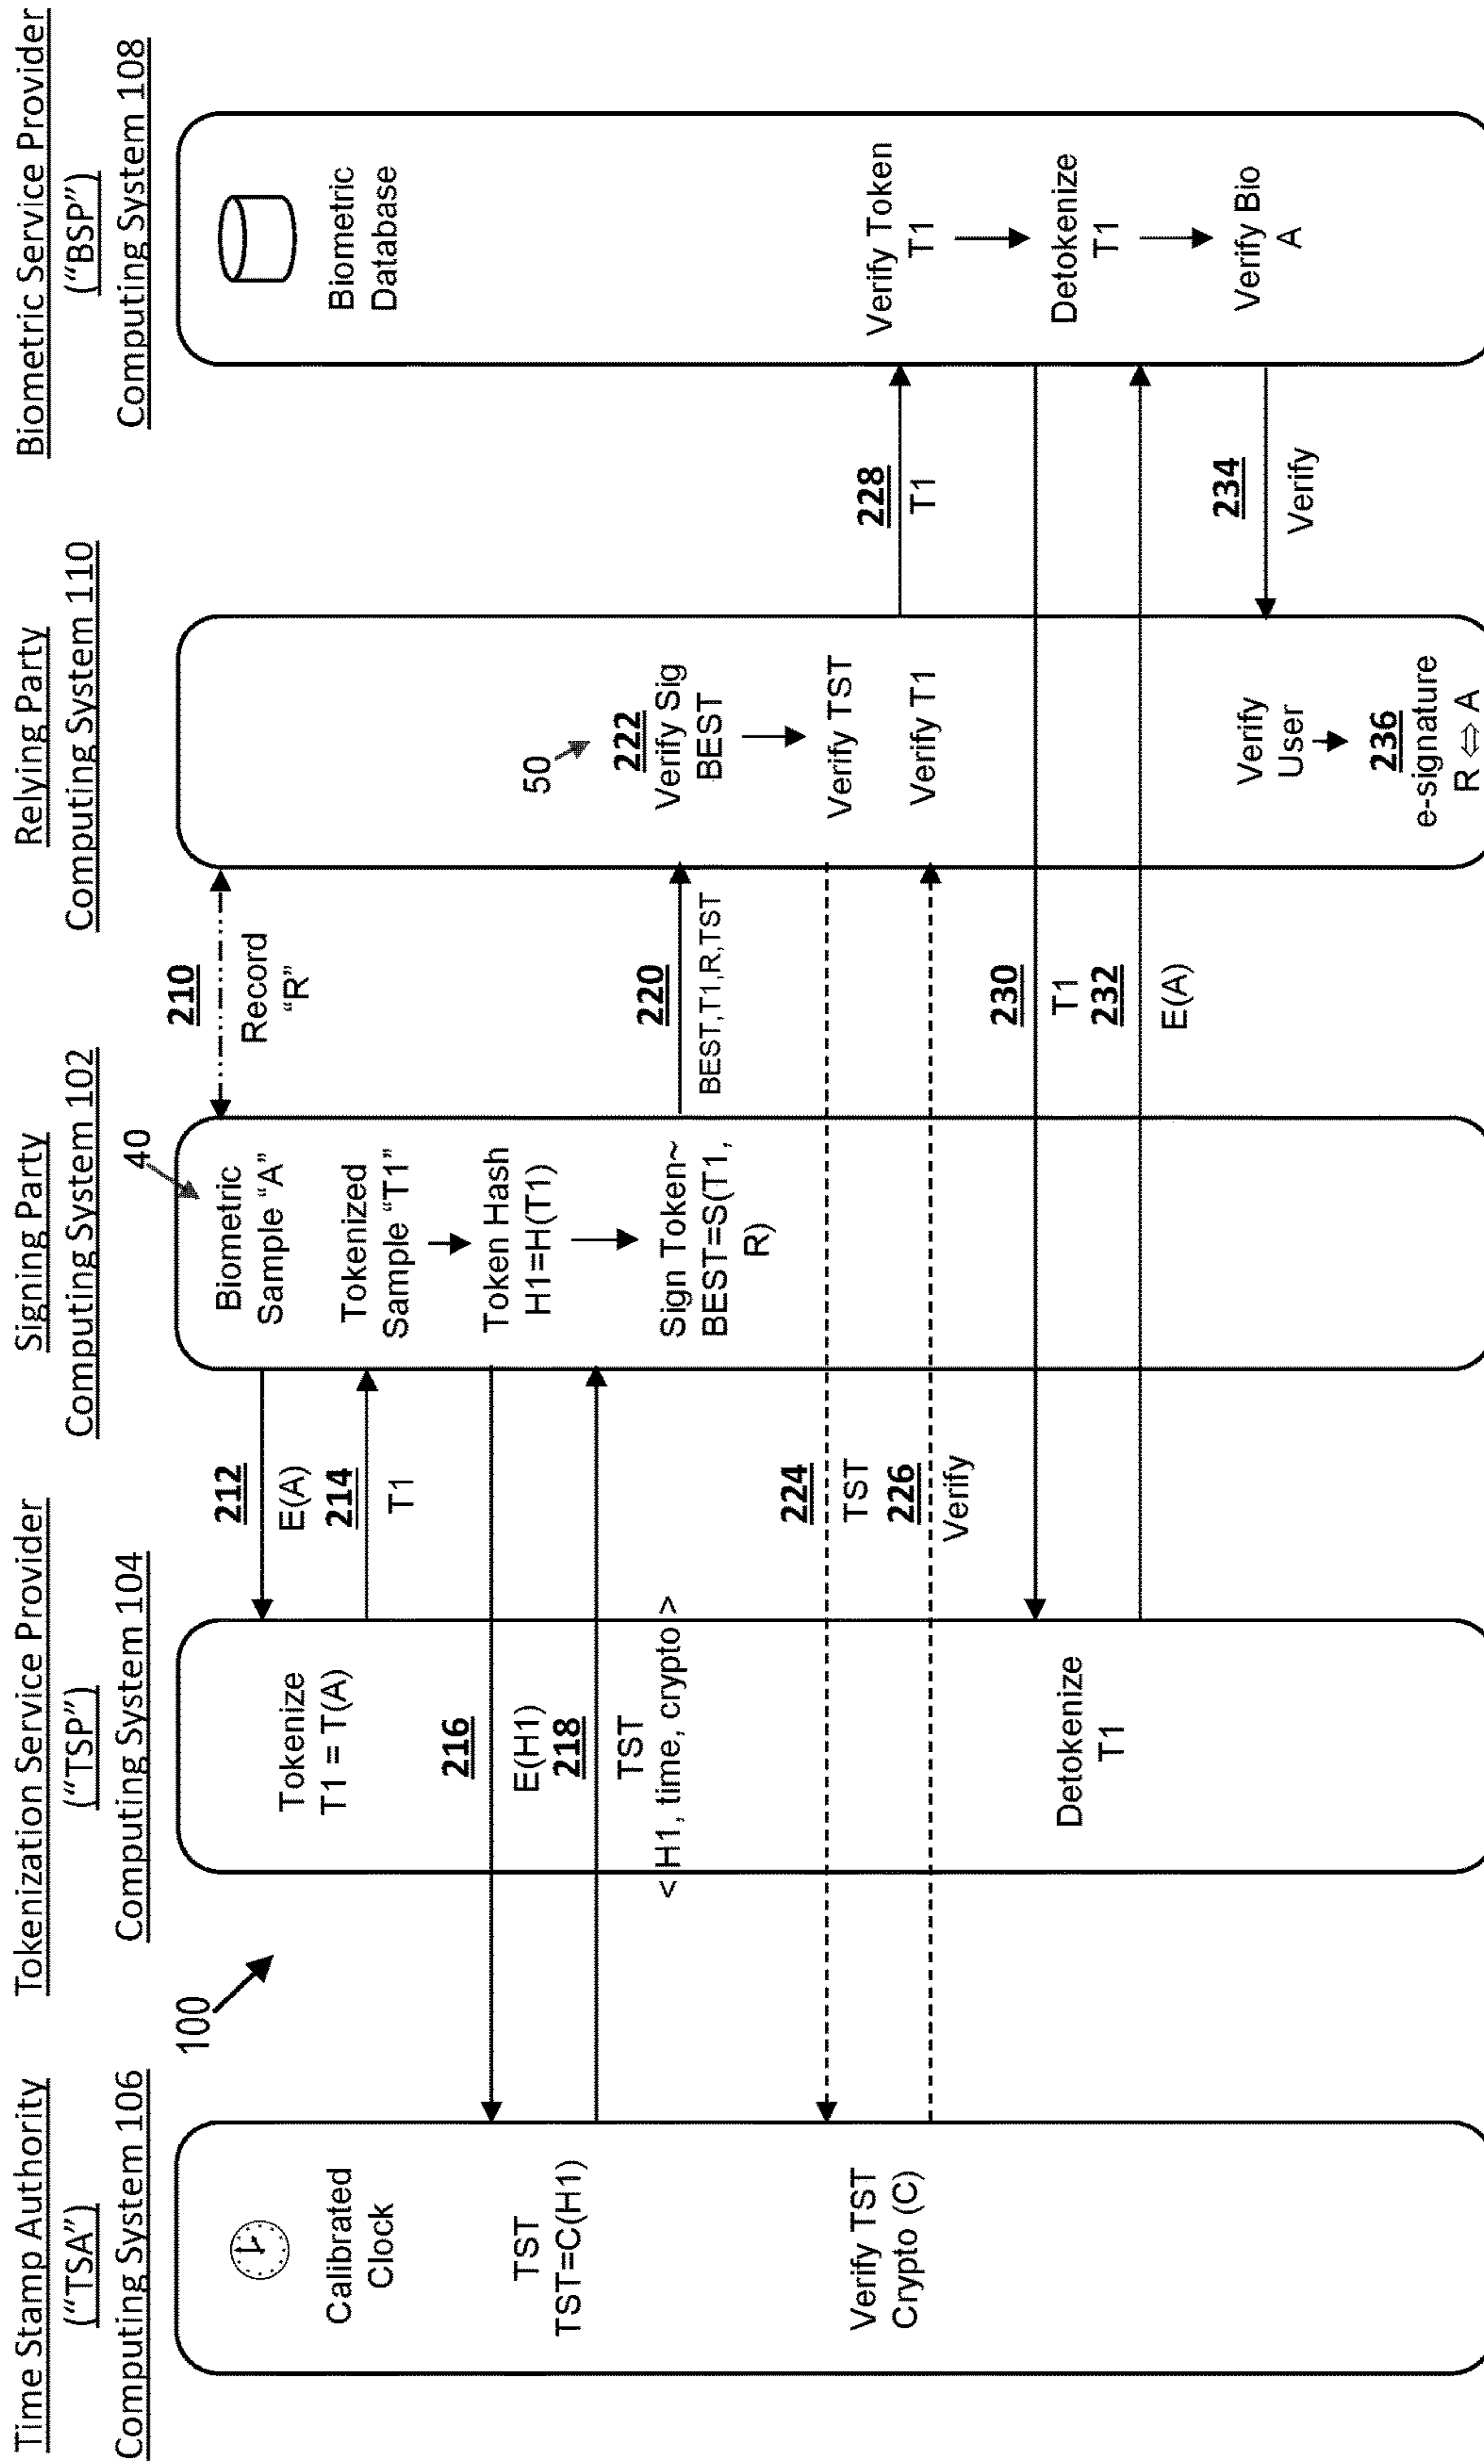 Time Stamp Authority
("TSA")
Computing System 106
Tokenization Service Provider
("TSP")
Computing System 104
Signing Party
Computing System 102
Relying Party
Computing System 110
Biometric Service Provider
("BSP")
Computing System 108
100
40
Calibrated
Clock
TST
TST=C(H1)
Verify TST
Crypto (C)
Tokenize
T1 = T(A)
216
E(H1)
218
TST
< H1, time, crypto >
Detokenize
T1
212
E(A)
214
T1
224
TST
226
Verify
Biometric
Sample "A"
Tokenized
Sample "T1"
Token Hash
H1=H(T1)
Sign Token~
BEST=S(T1,
R)
210
Record
"R"
220
BEST,T1,R,TST
230
T1
232
E(A)
50
222
Verify Sig
BEST
Verify TST
Verify T1
Verify
User
236
e-signature
R ⇔ A
228
T1
234
Verify
Biometric
Database
Verify Token
T1
Detokenize
T1
Verify Bio
A